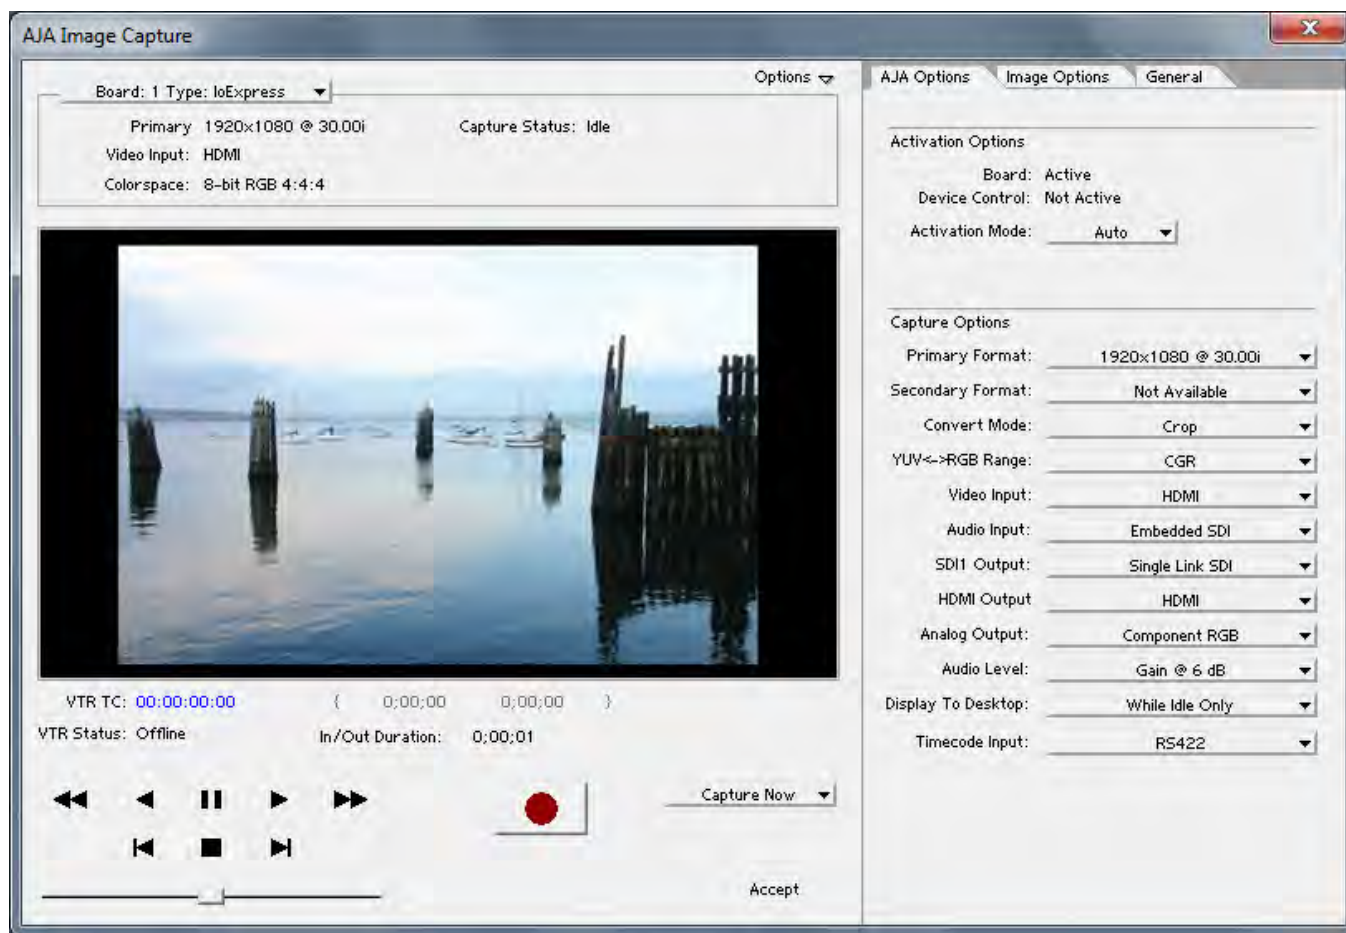 AJA Image Capture
Options
Board: 1 Type: IoExpress
Primary 1920x1080 @ 30.00i
Capture Status: Idle
Video Input: HDMI
Colorspace: 8-bit RGB 4:4:4
VTR TC: 00:00:00:00 { 0;00;00 0;00;00 }
VTR Status: Offline
In/Out Duration: 0;00;01
Capture Now
Accept
AJA Options
Image Options
General
Activation Options
Board: Active
Device Control: Not Active
Activation Mode: Auto
Capture Options
Primary Format: 1920x1080 @ 30.00i
Secondary Format: Not Available
Convert Mode: Crop
YUV<->RGB Range: CGR
Video Input: HDMI
Audio Input: Embedded SDI
SDI1 Output: Single Link SDI
HDMI Output HDMI
Analog Output: Component RGB
Audio Level: Gain @ 6 dB
Display To Desktop: While Idle Only
Timecode Input: RS422